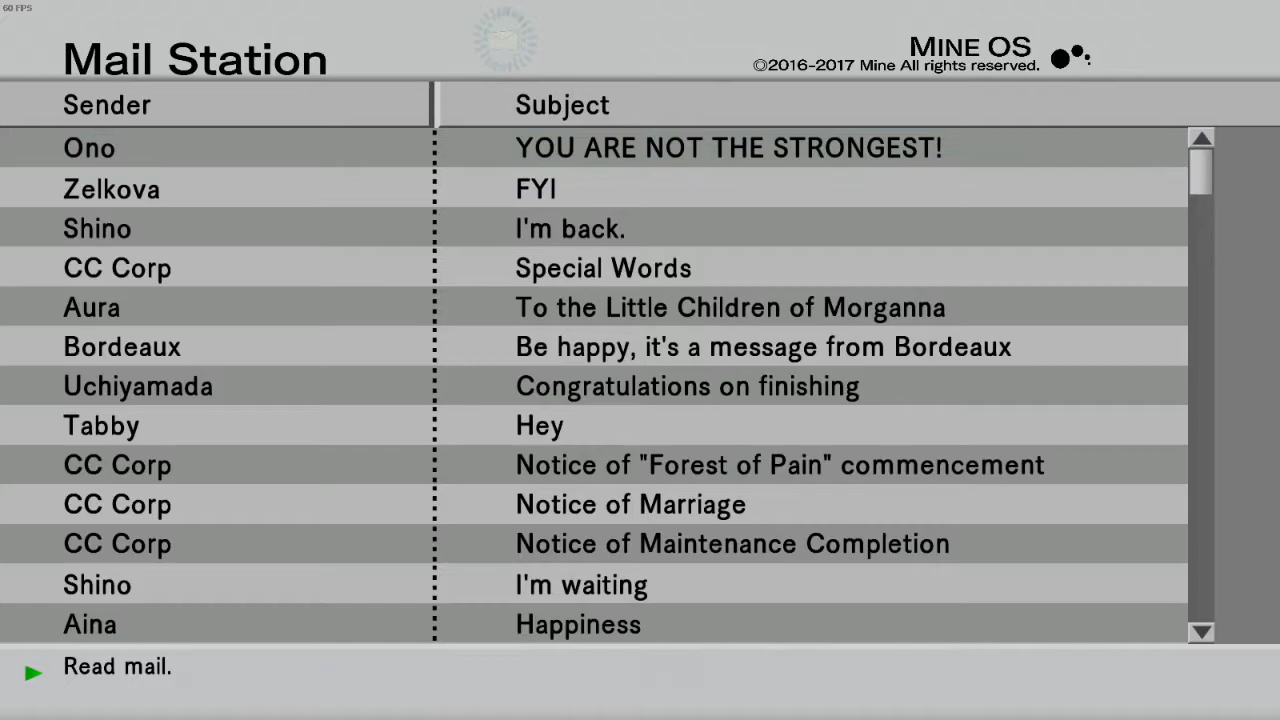 60 FPS
Mail Station
MINE OS
©2016-2017 Mine All rights reserved.
Sender Subject
Ono YOU ARE NOT THE STRONGEST!
Zelkova FYI
Shino I'm back.
CC Corp Special Words
Aura To the Little Children of Morganna
Bordeaux Be happy, it's a message from Bordeaux
Uchiyamada Congratulations on finishing
Tabby Hey
CC Corp Notice of "Forest of Pain" commencement
CC Corp Notice of Marriage
CC Corp Notice of Maintenance Completion
Shino I'm waiting
Aina Happiness
Read mail.